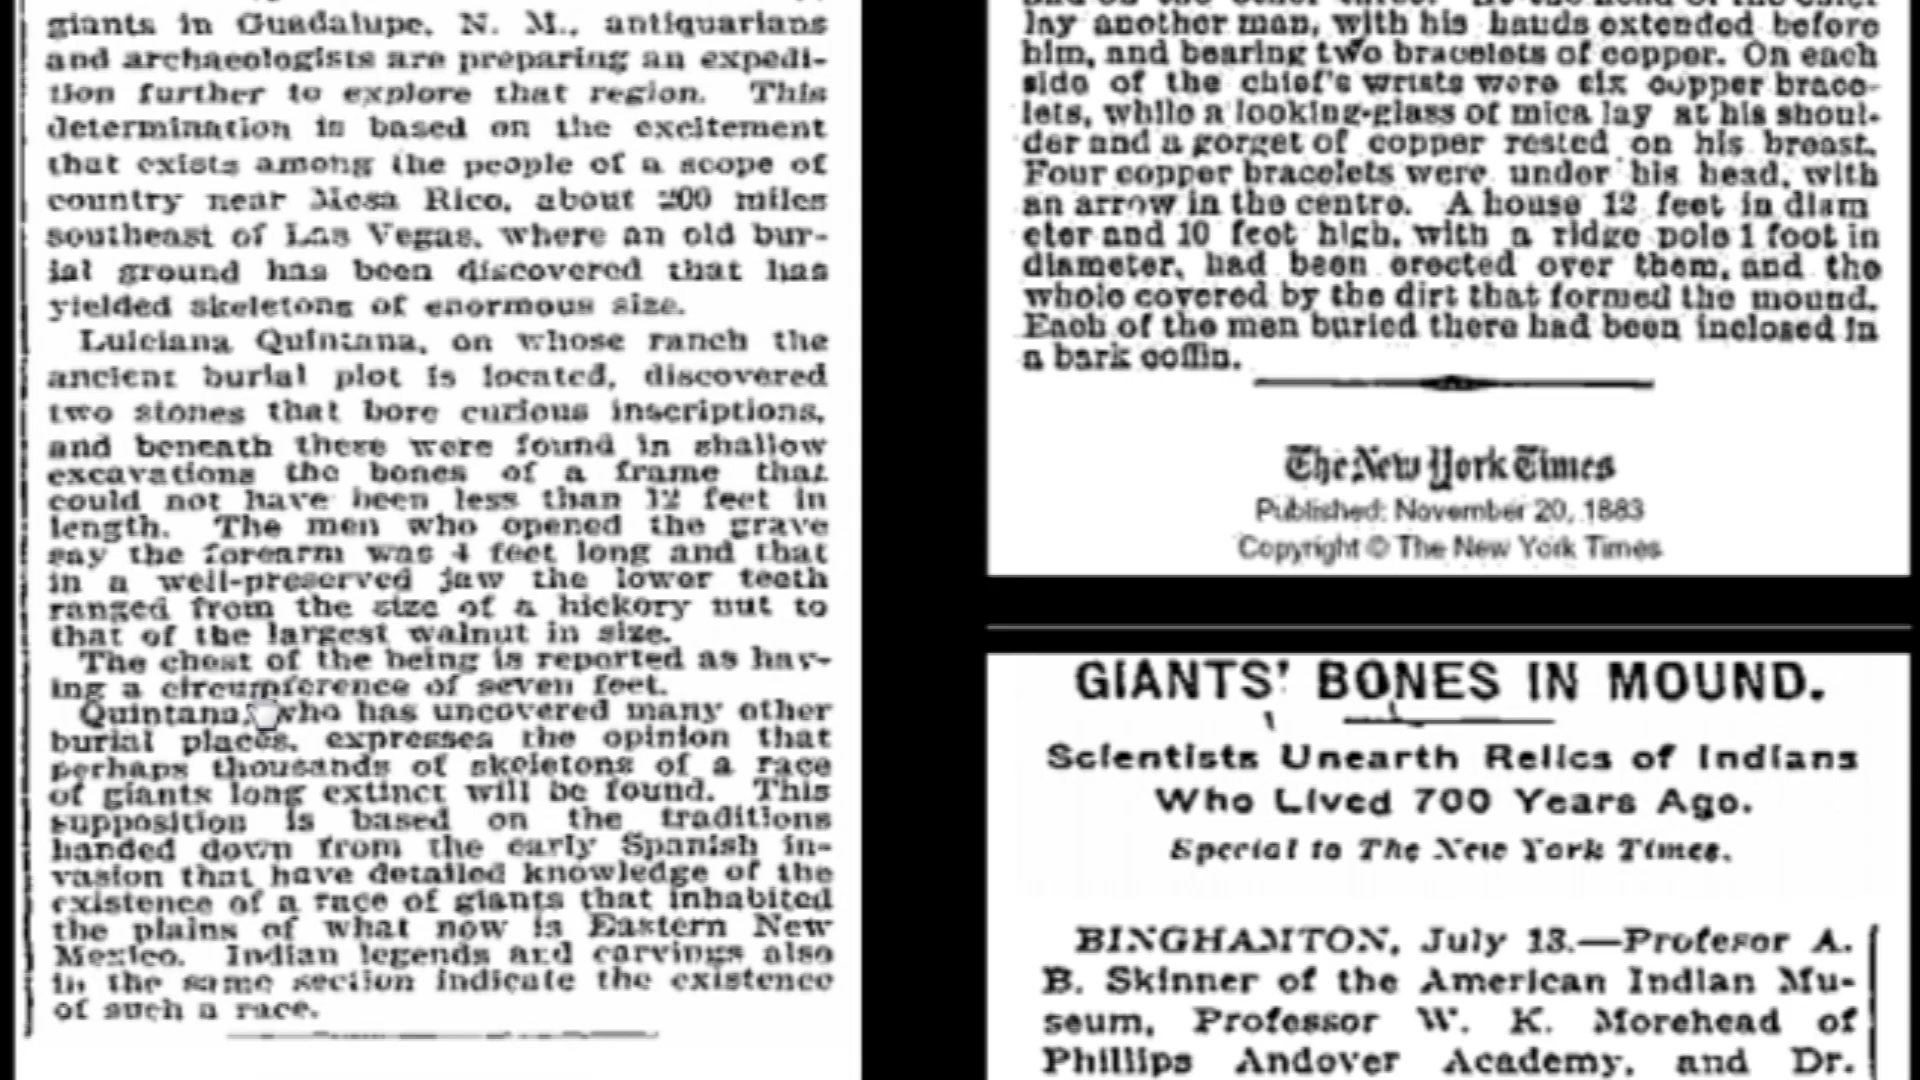 giants in Guadalupe, N. M., antiquarians
and archaeologists are preparing an expedi-
tion further to explore that region. This
determination is based on the excitement
that exists among the people of a scope of
country near Mesa Rico, about 200 miles
southeast of Las Vegas, where an old bur-
ial ground has been discovered that has
yielded skeletons of enormous size.
Luiciana Quintana, on whose ranch the
ancient burial plot is located, discovered
two stones that bore curious inscriptions,
and beneath these were found in shallow
excavations the bones of a frame that
could not have been less than 12 feet in
length. The men who opened the grave
say the forearm was 4 feet long and that
in a well-preserved jaw the lower teeth
ranged from the size of a hickory nut to
that of the largest walnut in size.
The chest of the being is reported as hav-
ing a circumference of seven feet.
Quintana, who has uncovered many other
burial places, expresses the opinion that
perhaps thousands of skeletons of a race
of giants long extinct will be found. This
supposition is based on the traditions
handed down from the early Spanish in-
vasion that have detailed knowledge of the
existence of a race of giants that inhabited
the plains of what now is Eastern New
Mexico. Indian legends and carvings also
in the same section indicate the existence
of such a race.
lay another man, with his hands extended before
him, and bearing two bracelets of copper. On each
side of the chief's wrists were six copper brace-
lets, while a looking-glass of mica lay at his shoul-
der and a gorget of copper rested on his breast.
Four copper bracelets were under his head, with
an arrow in the centre. A house 12 feet in diam
eter and 10 feet high, with a ridge pole 1 foot in
diameter, had been erected over them, and the
whole covered by the dirt that formed the mound.
Each of the men buried there had been inclosed in
a bark coffin.
The New York Times
Published: November 20, 1883
Copyright © The New York Times
GIANTS' BONES IN MOUND.
Scientists Unearth Relics of Indians
Who Lived 700 Years Ago.
Special to The New York Times.
BINGHAMTON, July 13.—Profesor A.
B. Skinner of the American Indian Mu-
seum, Professor W. K. Morehead of
Phillips Andover Academy, and Dr.